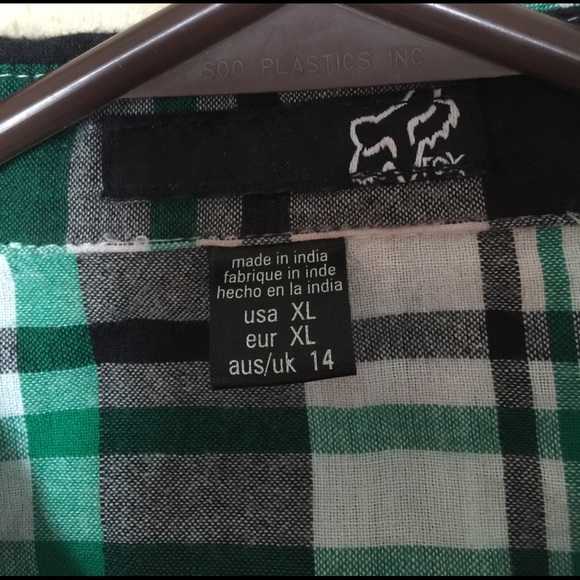 SOO PLASTICS INC
FOX
made in india
fabrique in inde
hecho en la india
usa XL
eur XL
aus/uk 14